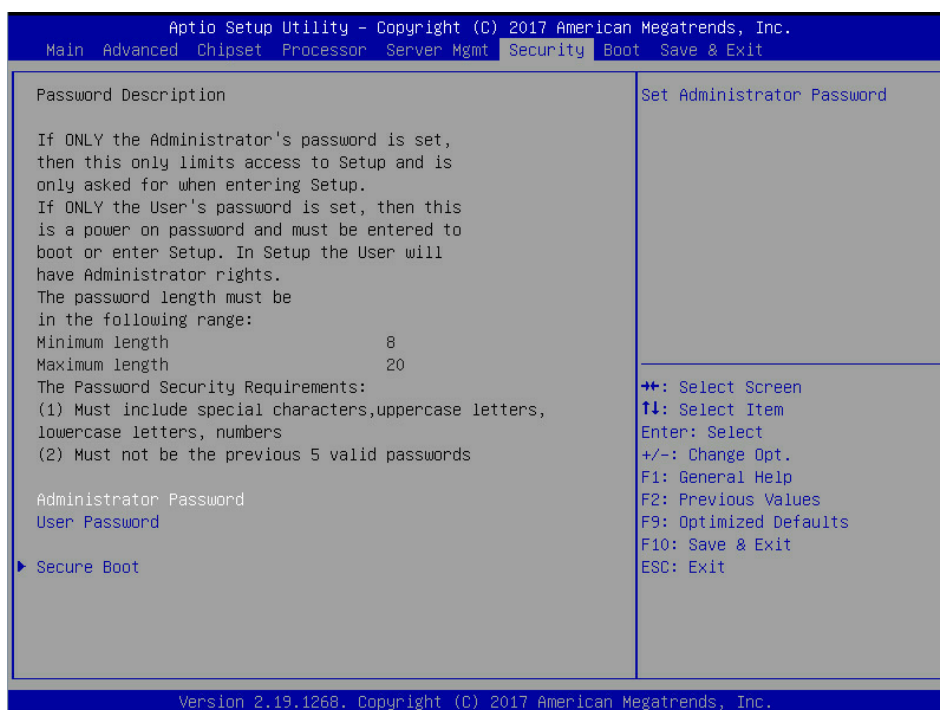 Aptio Setup Utility – Copyright (C) 2017 American Megatrends, Inc.
Main Advanced Chipset Processor Server Mgmt Security Boot Save & Exit
Password Description
If ONLY the Administrator's password is set,
then this only limits access to Setup and is
only asked for when entering Setup.
If ONLY the User's password is set, then this
is a power on password and must be entered to
boot or enter Setup. In Setup the User will
have Administrator rights.
The password length must be
in the following range:
Minimum length 8
Maximum length 20
The Password Security Requirements:
(1) Must include special characters,uppercase letters,
lowercase letters, numbers
(2) Must not be the previous 5 valid passwords
Administrator Password
User Password
Secure Boot
Set Administrator Password
→←: Select Screen
↑↓: Select Item
Enter: Select
+/-: Change Opt.
F1: General Help
F2: Previous Values
F9: Optimized Defaults
F10: Save & Exit
ESC: Exit
Version 2.19.1268. Copyright (C) 2017 American Megatrends, Inc.